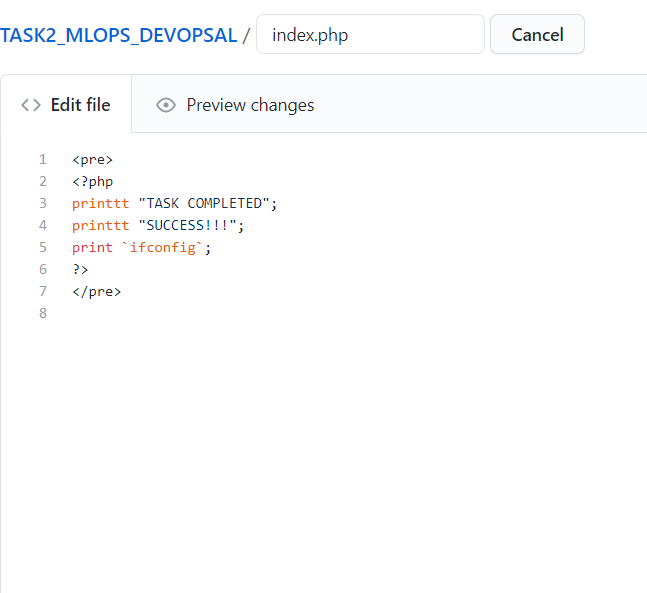 TASK2_MLOPS_DEVOPSAL / index.php Cancel
<> Edit file Preview changes
1 <pre>
2 <?php
3 printtt "TASK COMPLETED";
4 printtt "SUCCESS!!!";
5 print `ifconfig`;
6 ?>
7 </pre>
8